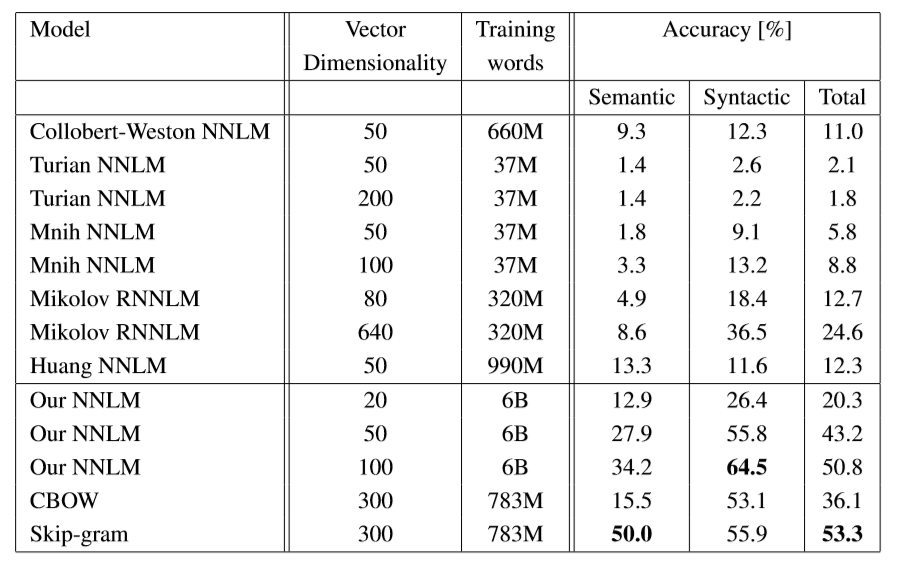 Model Vector Training Accuracy [%]
Dimensionality words
Semantic Syntactic Total
Collobert-Weston NNLM 50 660M 9.3 12.3 11.0
Turian NNLM 50 37M 1.4 2.6 2.1
Turian NNLM 200 37M 1.4 2.2 1.8
Mnih NNLM 50 37M 1.8 9.1 5.8
Mnih NNLM 100 37M 3.3 13.2 8.8
Mikolov RNNLM 80 320M 4.9 18.4 12.7
Mikolov RNNLM 640 320M 8.6 36.5 24.6
Huang NNLM 50 990M 13.3 11.6 12.3
Our NNLM 20 6B 12.9 26.4 20.3
Our NNLM 50 6B 27.9 55.8 43.2
Our NNLM 100 6B 34.2 64.5 50.8
CBOW 300 783M 15.5 53.1 36.1
Skip-gram 300 783M 50.0 55.9 53.3